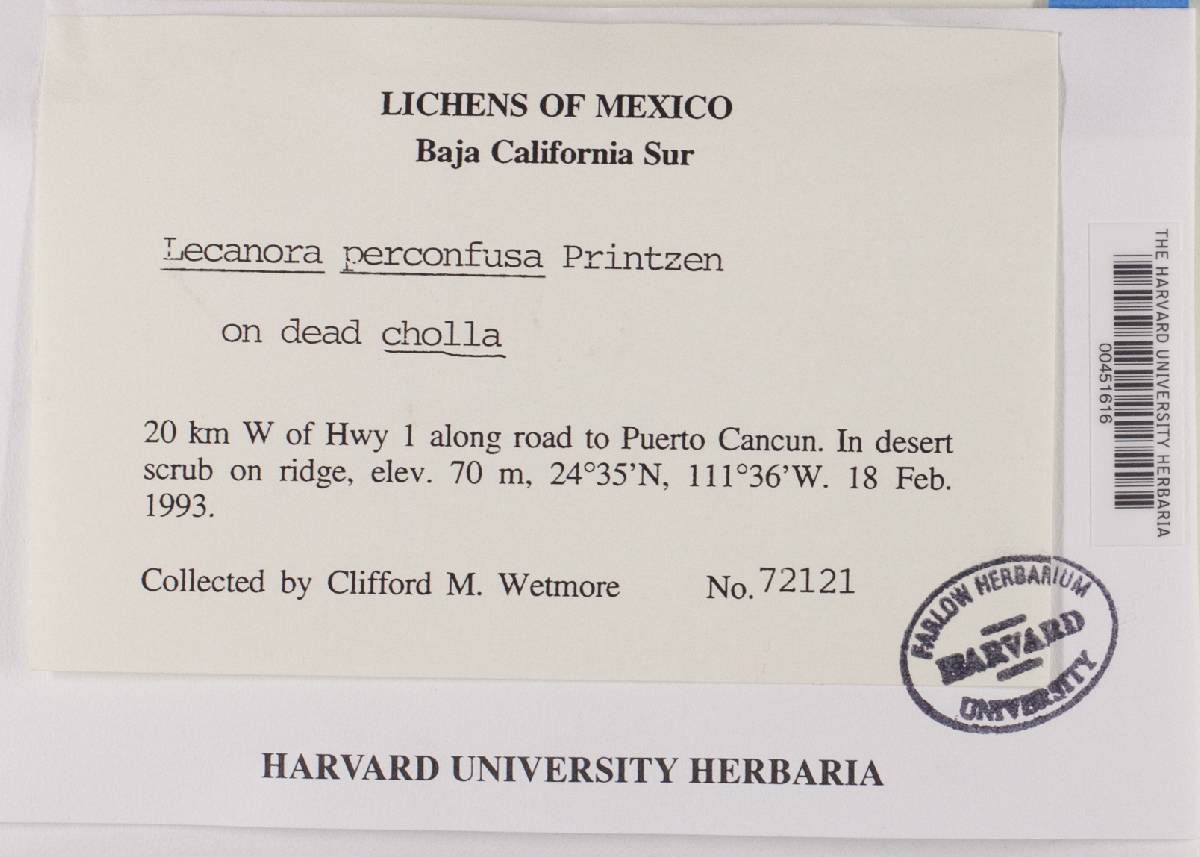 LICHENS OF MEXICO
Baja California Sur
Lecanora perconfusa Printzen
on dead cholla
20 km W of Hwy 1 along road to Puerto Cancun. In desert
scrub on ridge, elev. 70 m, 24°35'N, 111°36'W. 18 Feb.
1993.
Collected by Clifford M. Wetmore No. 72121
FARLOW HERBARIUM
HARVARD
UNIVERSITY
HARVARD UNIVERSITY HERBARIA
THE HARVARD UNIVERSITY HERBARIA
00451616